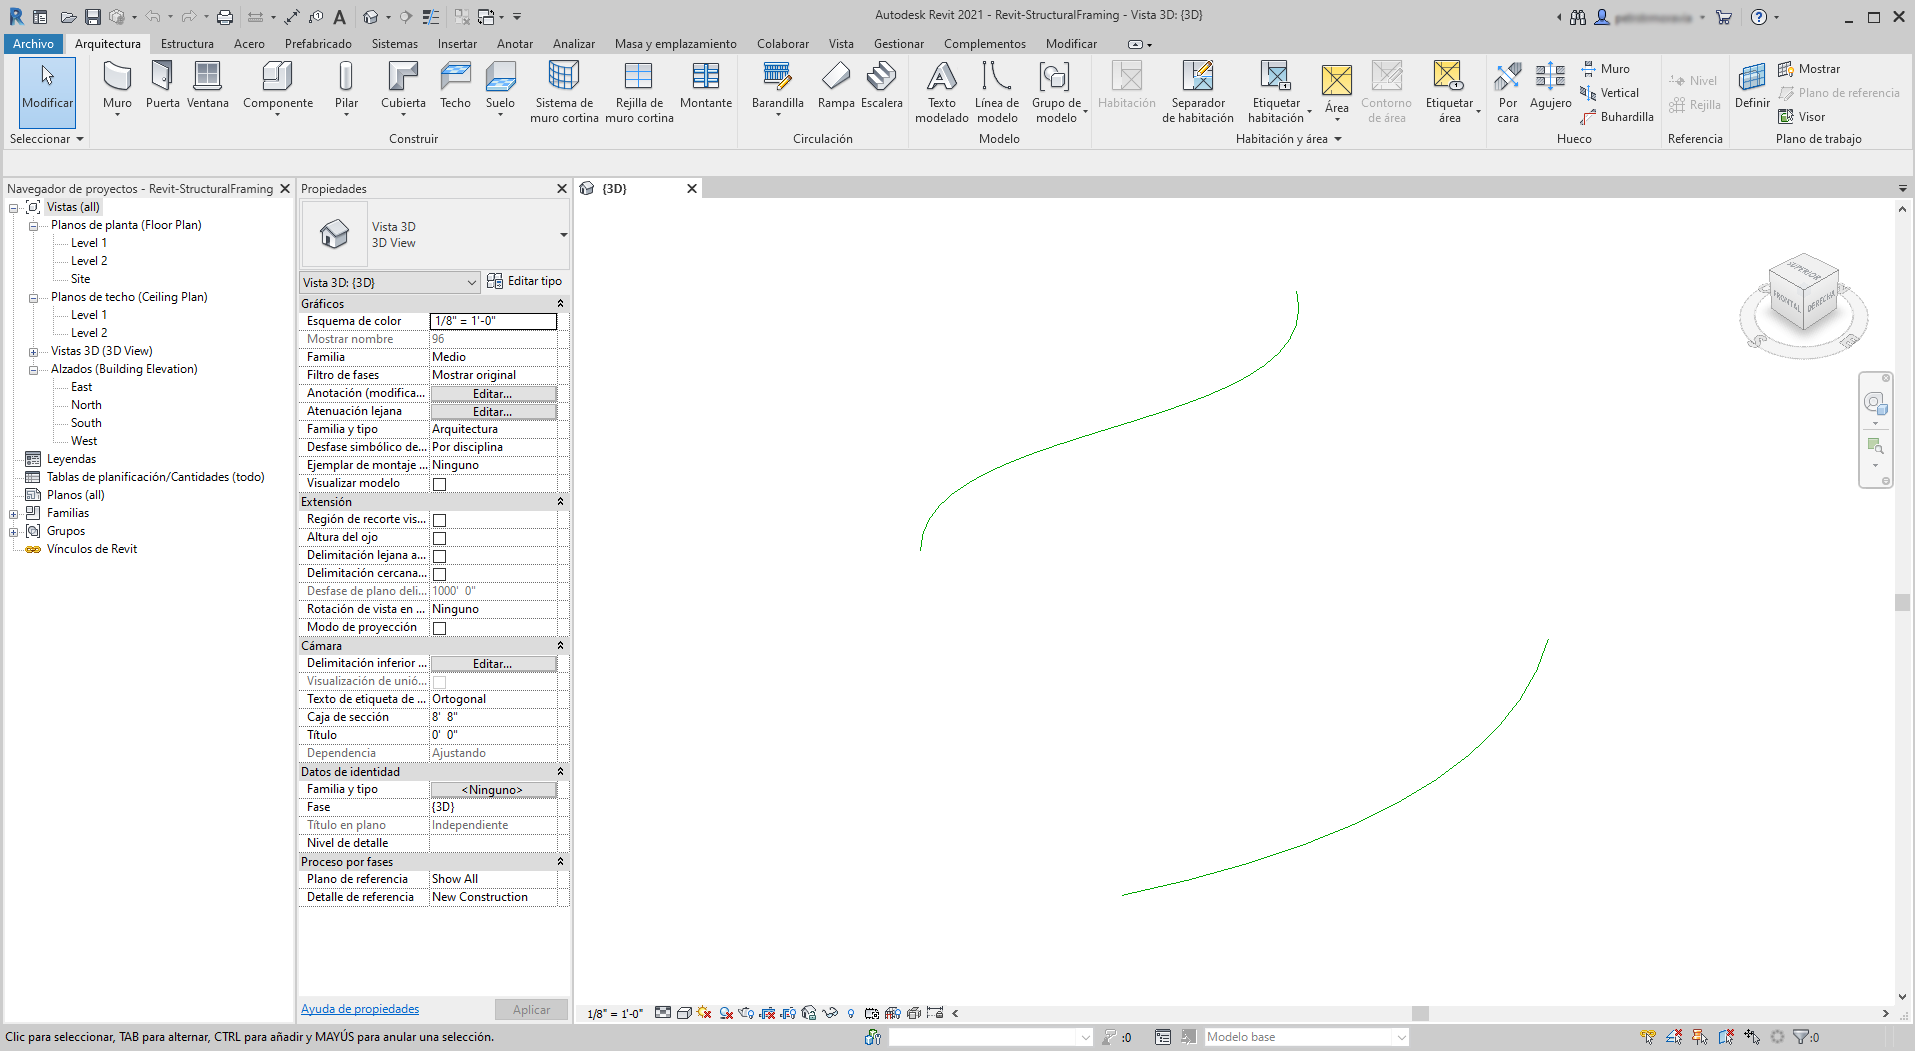 Autodesk Revit 2021 - Revit-StructuralFraming - Vista 3D: {3D}
Archivo Arquitectura Estructura Acero Prefabricado Sistemas Insertar Anotar Analizar Masa y emplazamiento Colaborar Vista Gestionar Complementos Modificar
Modificar
Seleccionar
Muro Puerta Ventana Componente Pilar Cubierta Techo Suelo
Sistema de muro cortina
Rejilla de muro cortina
Montante
Construir
Barandilla Rampa Escalera
Circulación
Texto modelado
Línea de modelo
Grupo de modelo
Modelo
Habitación
Separador de habitación
Etiquetar habitación
Área
Contorno de área
Etiquetar área
Habitación y área
Por cara
Agujero
Muro
Vertical
Buhardilla
Hueco
Nivel
Rejilla
Referencia
Definir
Mostrar
Plano de referencia
Visor
Plano de trabajo
Navegador de proyectos - Revit-StructuralFraming
Vistas (all)
Planos de planta (Floor Plan)
Level 1
Level 2
Site
Planos de techo (Ceiling Plan)
Level 1
Level 2
Vistas 3D (3D View)
Alzados (Building Elevation)
East
North
South
West
Leyendas
Tablas de planificación/Cantidades (todo)
Planos (all)
Familias
Grupos
Vínculos de Revit
Propiedades
Vista 3D
3D View
Vista 3D: {3D} Editar tipo
Gráficos
Esquema de color 1/8" = 1'-0"
Mostrar nombre 96
Familia Medio
Filtro de fases Mostrar original
Anotación (modifica... Editar...
Atenuación lejana Editar...
Familia y tipo Arquitectura
Desfase simbólico de... Por disciplina
Ejemplar de montaje ... Ninguno
Visualizar modelo
Extensión
Región de recorte vis...
Altura del ojo
Delimitación lejana a...
Delimitación cercana...
Desfase de plano deli... 1000' 0"
Rotación de vista en ... Ninguno
Modo de proyección
Cámara
Delimitación inferior ... Editar...
Visualización de unió...
Texto de etiqueta de ... Ortogonal
Caja de sección 8' 8"
Título 0' 0"
Dependencia Ajustando
Datos de identidad
Familia y tipo <Ninguno>
Fase {3D}
Título en plano Independiente
Nivel de detalle
Proceso por fases
Plano de referencia Show All
Detalle de referencia New Construction
Ayuda de propiedades Aplicar
{3D}
SUPERIOR
FRONTAL DERECHA
1/8" = 1'-0"
Clic para seleccionar, TAB para alternar, CTRL para añadir y MAYÚS para anular una selección.
:0
Modelo base
:0